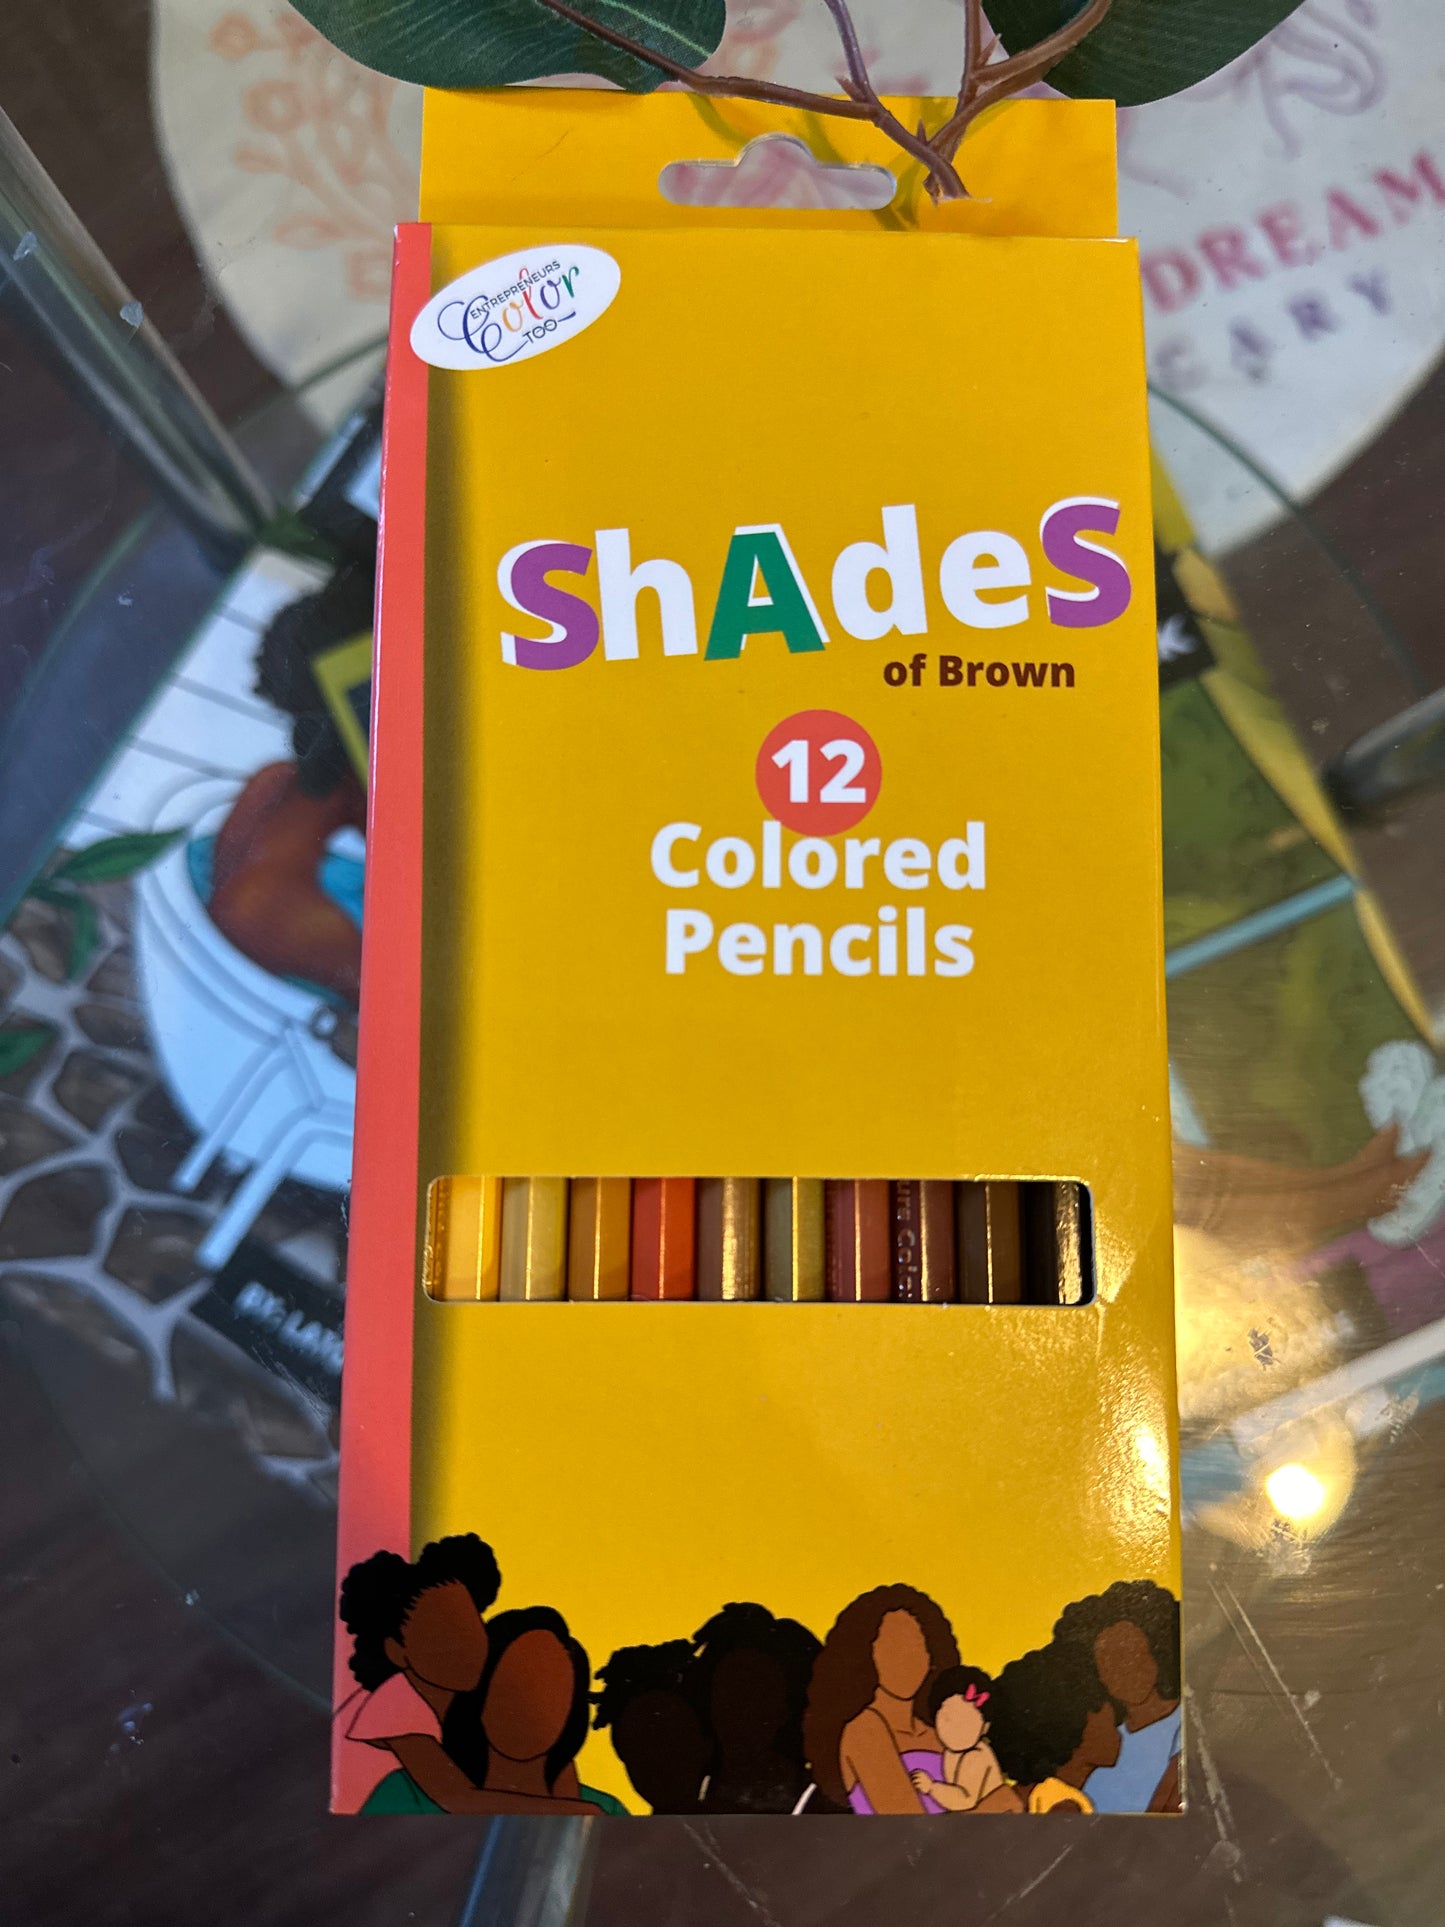 ENTREPRENEURS
Color
TOO
ShAdeS
of Brown
12
Colored
Pencils
DREAM